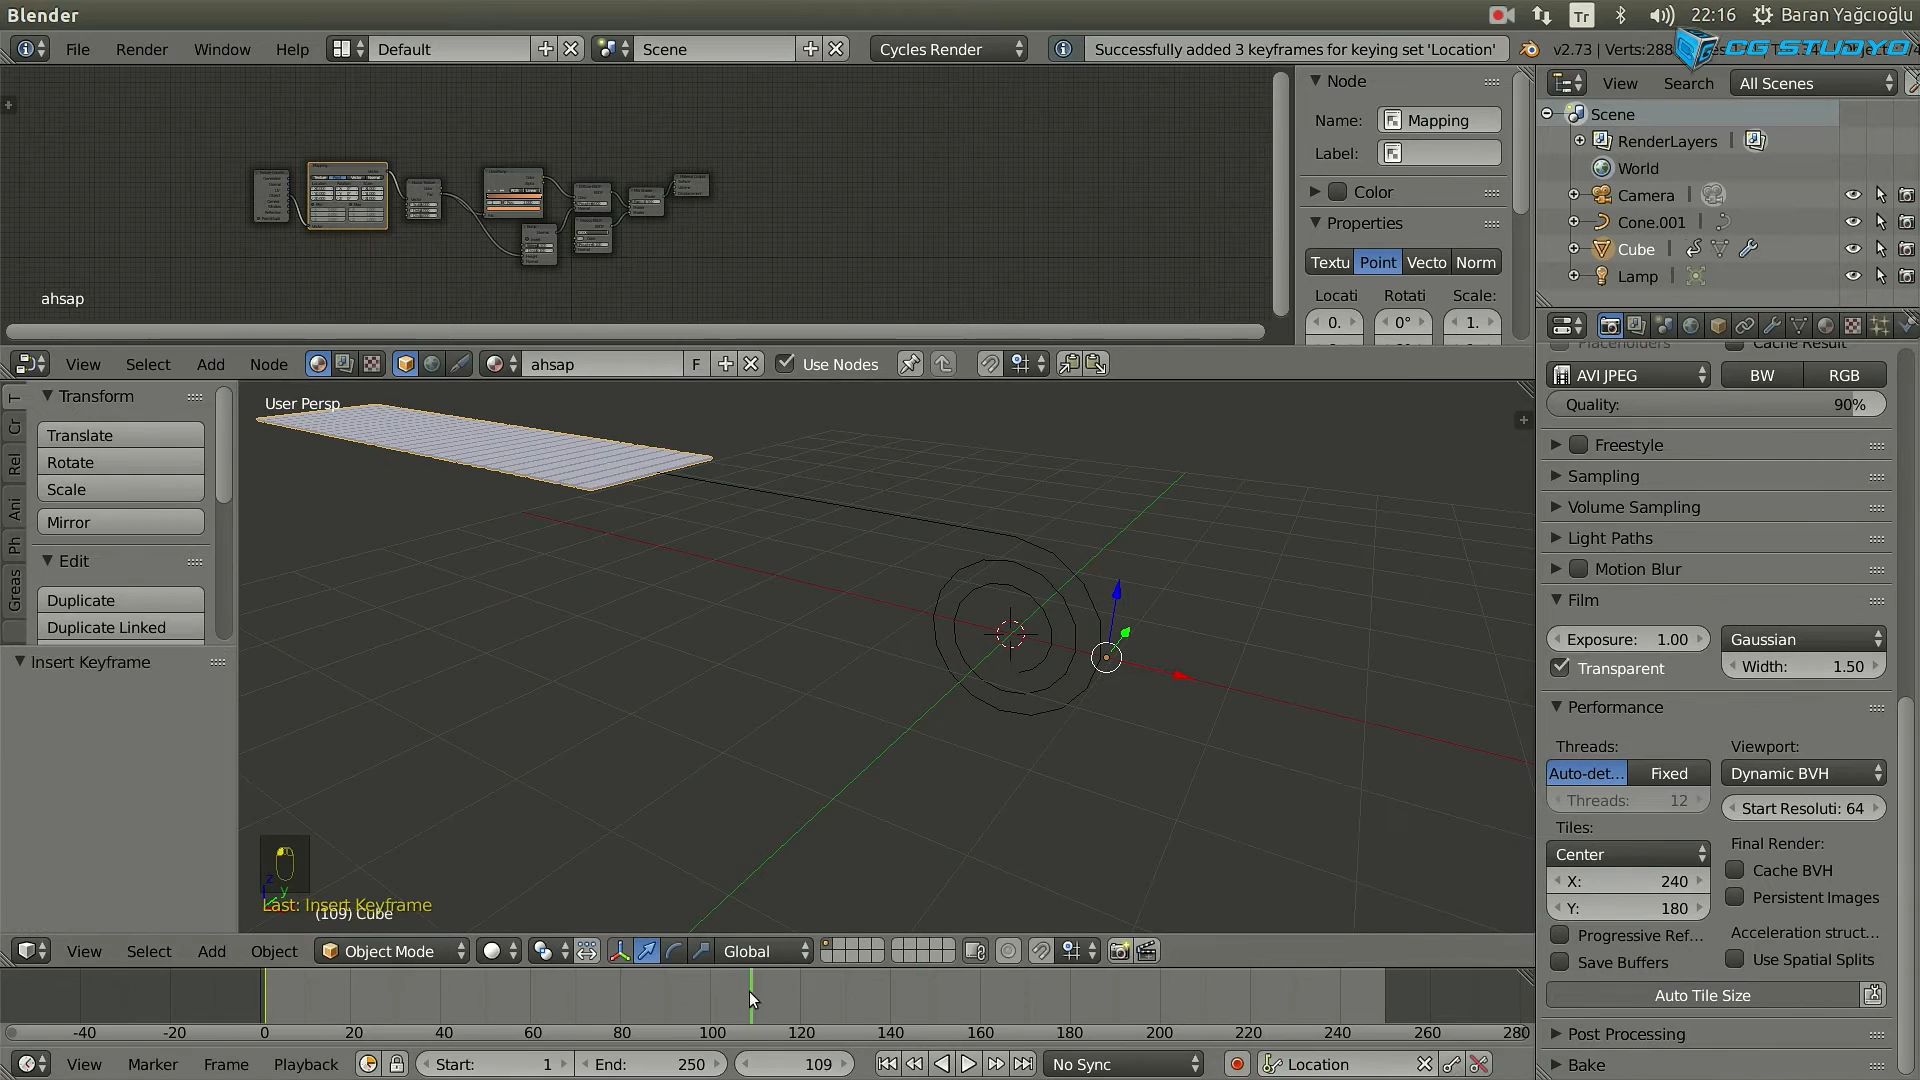 Blender
Tr
22:16
Baran Yağcıoğlu
File
Render
Window
Help
Default
Scene
Cycles Render
Successfully added 3 keyframes for keying set 'Location'
v2.73 | Verts:288
CG STUDYO
ahsap
Node
Name:
Mapping
Label:
Color
Properties
Textu
Point
Vecto
Norm
Locati
Rotati
Scale:
0.
0°
1.
View
Search
All Scenes
Scene
RenderLayers
World
Camera
Cone.001
Cube
Lamp
View
Select
Add
Node
ahsap
F
Use Nodes
Placeholders
Cache Result
AVI JPEG
BW
RGB
Quality:
90%
Freestyle
Sampling
Volume Sampling
Light Paths
Motion Blur
Film
Exposure:
1.00
Gaussian
Transparent
Width:
1.50
Performance
Threads:
Viewport:
Auto-det...
Fixed
Dynamic BVH
Threads:
12
Start Resoluti: 64
Tiles:
Final Render:
Center
Cache BVH
X:
240
Persistent Images
Y:
180
Progressive Ref...
Acceleration struct...
Save Buffers
Use Spatial Splits
Auto Tile Size
Post Processing
Bake
T
Cr
Rel
Ani
Ph
Greas
Transform
Translate
Rotate
Scale
Mirror
Edit
Duplicate
Duplicate Linked
Insert Keyframe
User Persp
z
y
Last: Insert Keyframe
(109) Cube
View
Select
Add
Object
Object Mode
Global
-40
-20
0
20
40
60
80
100
120
140
160
180
200
220
240
260
280
View
Marker
Frame
Playback
Start:
1
End:
250
109
No Sync
Location